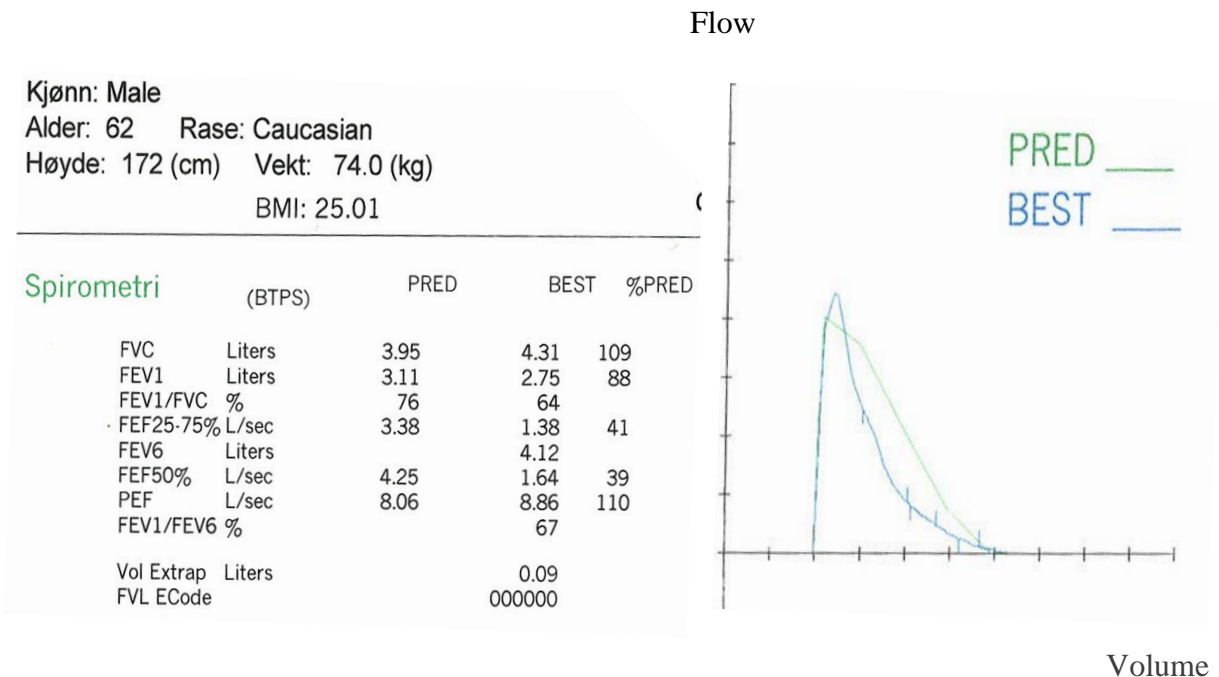 Flow
Kjønn: Male
Alder: 62 Rase: Caucasian
Høyde: 172 (cm) Vekt: 74.0 (kg)
BMI: 25.01
PRED
BEST
Spirometri (BTPS) PRED BEST %PRED
FVC Liters 3.95 4.31 109
FEV1 Liters 3.11 2.75 88
FEV1/FVC % 76 64
FEF25-75% L/sec 3.38 1.38 41
FEV6 Liters 4.12
FEF50% L/sec 4.25 1.64 39
PEF L/sec 8.06 8.86 110
FEV1/FEV6 % 67
Vol Extrap Liters 0.09
FVL ECode 000000
Volume